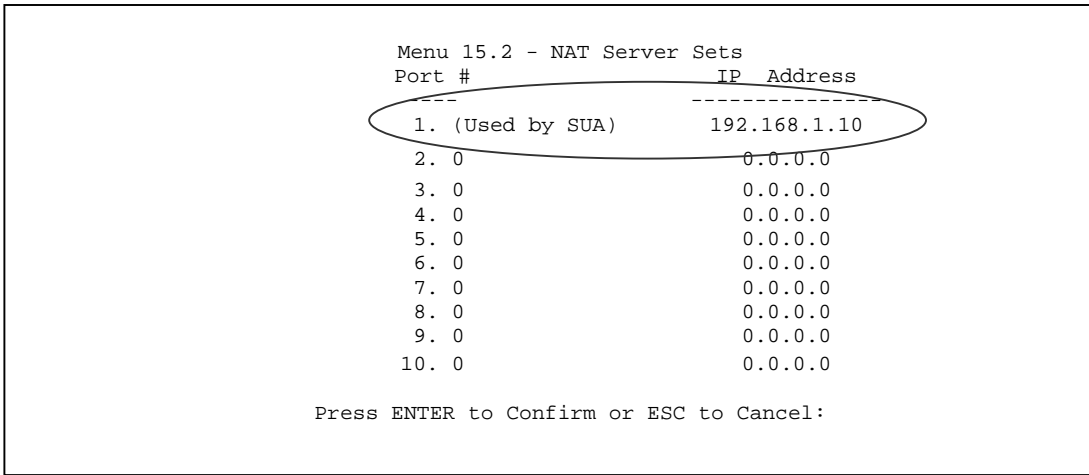 Menu 15.2 - NAT Server Sets
Port # IP Address
---- ---------------
1. (Used by SUA) 192.168.1.10
2. 0 0.0.0.0
3. 0 0.0.0.0
4. 0 0.0.0.0
5. 0 0.0.0.0
6. 0 0.0.0.0
7. 0 0.0.0.0
8. 0 0.0.0.0
9. 0 0.0.0.0
10. 0 0.0.0.0
Press ENTER to Confirm or ESC to Cancel: